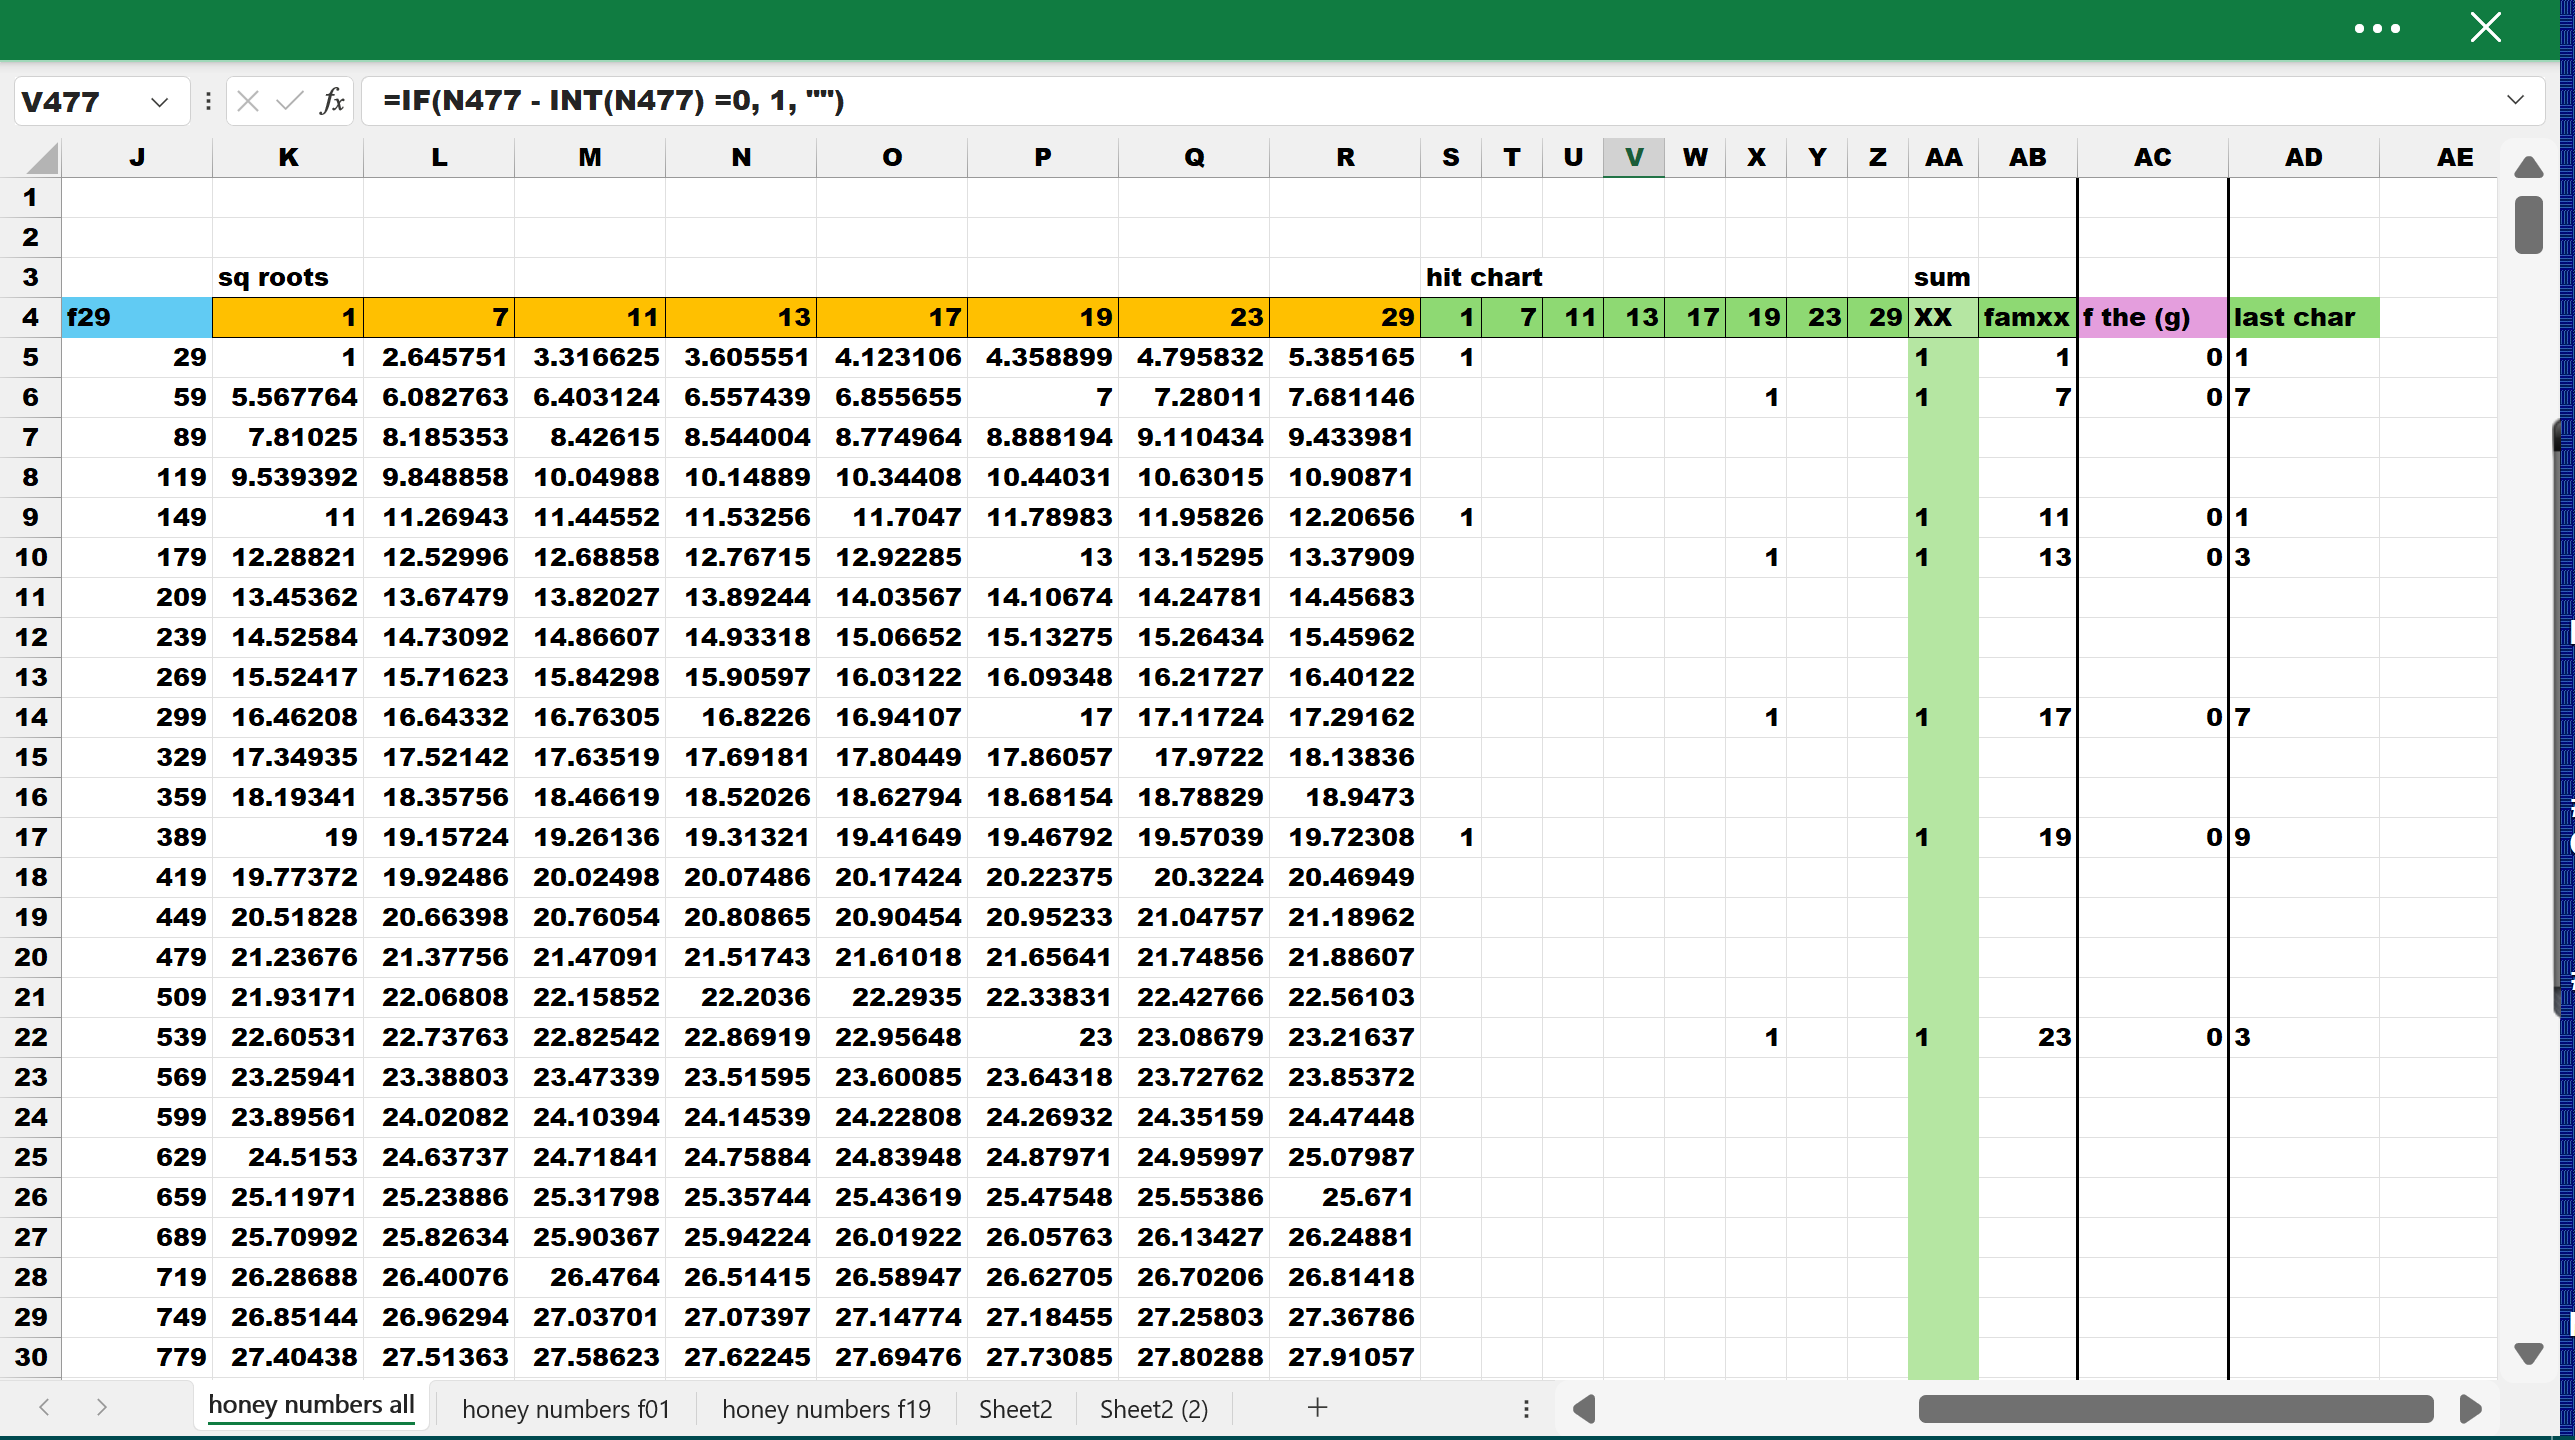 V477 fx =IF(N477 - INT(N477) =0, 1, "")
J K L M N O P Q R S T U V W X Y Z AA AB AC AD AE
1
2
3 sq roots hit chart sum
4 f29 1 7 11 13 17 19 23 29 1 7 11 13 17 19 23 29 XX famxx f the (g) last char
5 29 1 2.645751 3.316625 3.605551 4.123106 4.358899 4.795832 5.385165 1 1 1 0 1
6 59 5.567764 6.082763 6.403124 6.557439 6.855655 7 7.28011 7.681146 1 1 7 0 7
7 89 7.81025 8.185353 8.42615 8.544004 8.774964 8.888194 9.110434 9.433981
8 119 9.539392 9.848858 10.04988 10.14889 10.34408 10.44031 10.63015 10.90871
9 149 11 11.26943 11.44552 11.53256 11.7047 11.78983 11.95826 12.20656 1 1 11 0 1
10 179 12.28821 12.52996 12.68858 12.76715 12.92285 13 13.15295 13.37909 1 1 13 0 3
11 209 13.45362 13.67479 13.82027 13.89244 14.03567 14.10674 14.24781 14.45683
12 239 14.52584 14.73092 14.86607 14.93318 15.06652 15.13275 15.26434 15.45962
13 269 15.52417 15.71623 15.84298 15.90597 16.03122 16.09348 16.21727 16.40122
14 299 16.46208 16.64332 16.76305 16.8226 16.94107 17 17.11724 17.29162 1 1 17 0 7
15 329 17.34935 17.52142 17.63519 17.69181 17.80449 17.86057 17.9722 18.13836
16 359 18.19341 18.35756 18.46619 18.52026 18.62794 18.68154 18.78829 18.9473
17 389 19 19.15724 19.26136 19.31321 19.41649 19.46792 19.57039 19.72308 1 1 19 0 9
18 419 19.77372 19.92486 20.02498 20.07486 20.17424 20.22375 20.3224 20.46949
19 449 20.51828 20.66398 20.76054 20.80865 20.90454 20.95233 21.04757 21.18962
20 479 21.23676 21.37756 21.47091 21.51743 21.61018 21.65641 21.74856 21.88607
21 509 21.93171 22.06808 22.15852 22.2036 22.2935 22.33831 22.42766 22.56103
22 539 22.60531 22.73763 22.82542 22.86919 22.95648 23 23.08679 23.21637 1 1 23 0 3
23 569 23.25941 23.38803 23.47339 23.51595 23.60085 23.64318 23.72762 23.85372
24 599 23.89561 24.02082 24.10394 24.14539 24.22808 24.26932 24.35159 24.47448
25 629 24.5153 24.63737 24.71841 24.75884 24.83948 24.87971 24.95997 25.07987
26 659 25.11971 25.23886 25.31798 25.35744 25.43619 25.47548 25.55386 25.671
27 689 25.70992 25.82634 25.90367 25.94224 26.01922 26.05763 26.13427 26.24881
28 719 26.28688 26.40076 26.4764 26.51415 26.58947 26.62705 26.70206 26.81418
29 749 26.85144 26.96294 27.03701 27.07397 27.14774 27.18455 27.25803 27.36786
30 779 27.40438 27.51363 27.58623 27.62245 27.69476 27.73085 27.80288 27.91057
honey numbers all honey numbers f01 honey numbers f19 Sheet2 Sheet2 (2)